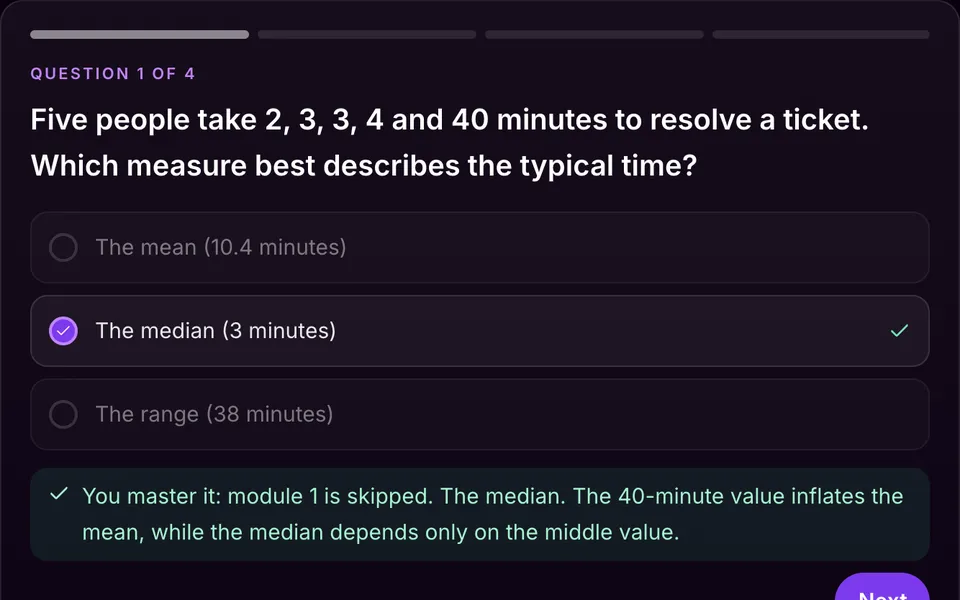 QUESTION 1 OF 4
Five people take 2, 3, 3, 4 and 40 minutes to resolve a ticket.
Which measure best describes the typical time?
The mean (10.4 minutes)
The median (3 minutes)
The range (38 minutes)
You master it: module 1 is skipped. The median. The 40-minute value inflates the
mean, while the median depends only on the middle value.
Next